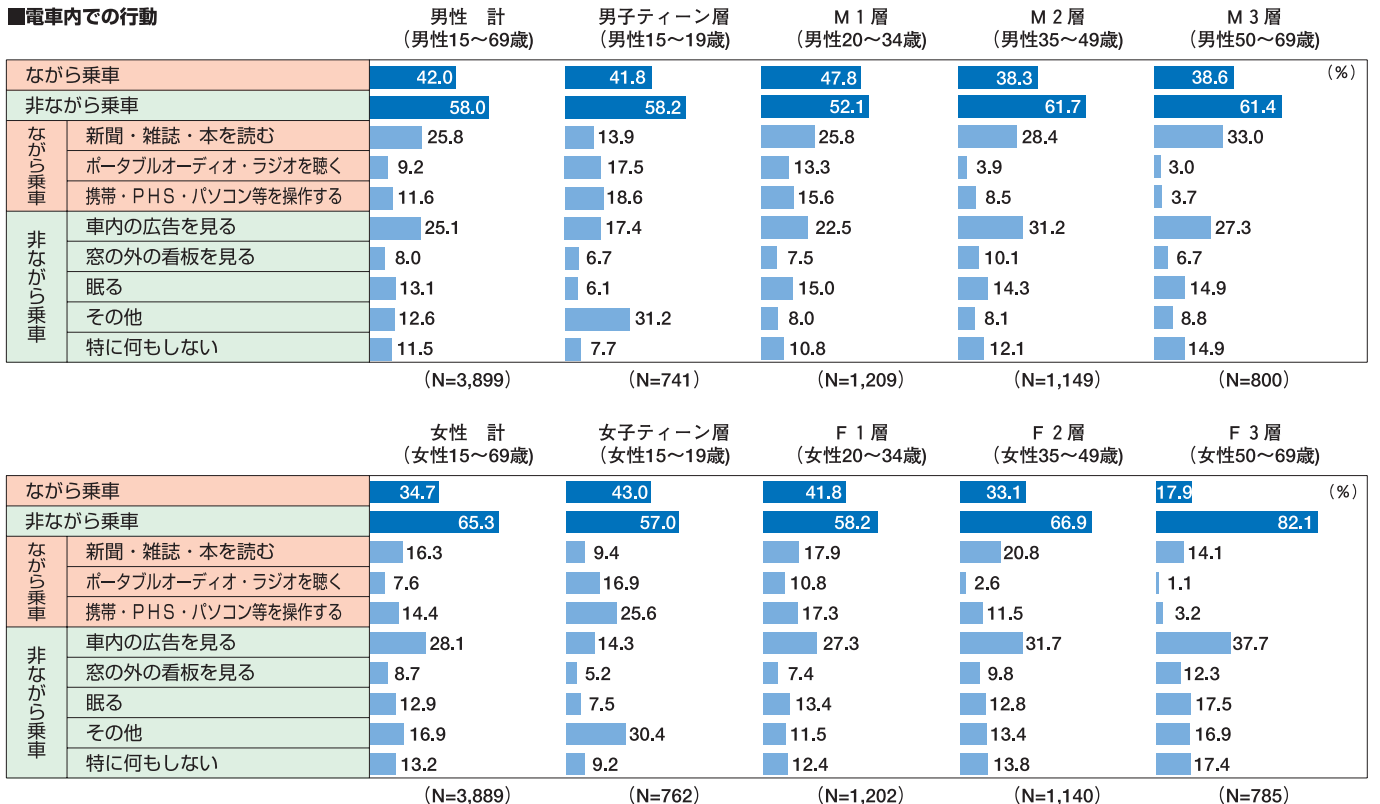 ■電車内での行動
男性 計 男子ティーン層 M1層 M2層 M3層
(男性15〜69歳) (男性15〜19歳) (男性20〜34歳) (男性35〜49歳) (男性50〜69歳)
ながら乗車 42.0 41.8 47.8 38.3 38.6 (%)
非ながら乗車 58.0 58.2 52.1 61.7 61.4
ながら乗車
新聞・雑誌・本を読む 25.8 13.9 25.8 28.4 33.0
ポータブルオーディオ・ラジオを聴く 9.2 17.5 13.3 3.9 3.0
携帯・PHS・パソコン等を操作する 11.6 18.6 15.6 8.5 3.7
非ながら乗車
車内の広告を見る 25.1 17.4 22.5 31.2 27.3
窓の外の看板を見る 8.0 6.7 7.5 10.1 6.7
眠る 13.1 6.1 15.0 14.3 14.9
その他 12.6 31.2 8.0 8.1 8.8
特に何もしない 11.5 7.7 10.8 12.1 14.9
(N=3,899) (N=741) (N=1,209) (N=1,149) (N=800)
女性 計 女子ティーン層 F1層 F2層 F3層
(女性15〜69歳) (女性15〜19歳) (女性20〜34歳) (女性35〜49歳) (女性50〜69歳)
ながら乗車 34.7 43.0 41.8 33.1 17.9 (%)
非ながら乗車 65.3 57.0 58.2 66.9 82.1
ながら乗車
新聞・雑誌・本を読む 16.3 9.4 17.9 20.8 14.1
ポータブルオーディオ・ラジオを聴く 7.6 16.9 10.8 2.6 1.1
携帯・PHS・パソコン等を操作する 14.4 25.6 17.3 11.5 3.2
非ながら乗車
車内の広告を見る 28.1 14.3 27.3 31.7 37.7
窓の外の看板を見る 8.7 5.2 7.4 9.8 12.3
眠る 12.9 7.5 13.4 12.8 17.5
その他 16.9 30.4 11.5 13.4 16.9
特に何もしない 13.2 9.2 12.4 13.8 17.4
(N=3,889) (N=762) (N=1,202) (N=1,140) (N=785)